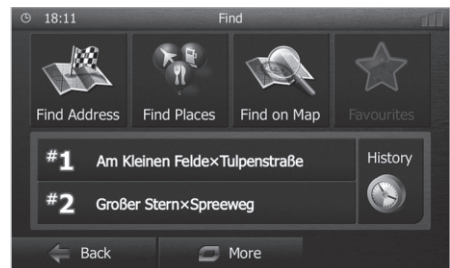 18:11 Find
Find Address Find Places Find on Map Favourites
#1 Am Kleinen Felde×Tulpenstraße
History
#2 Großer Stern×Spreeweg
Back More